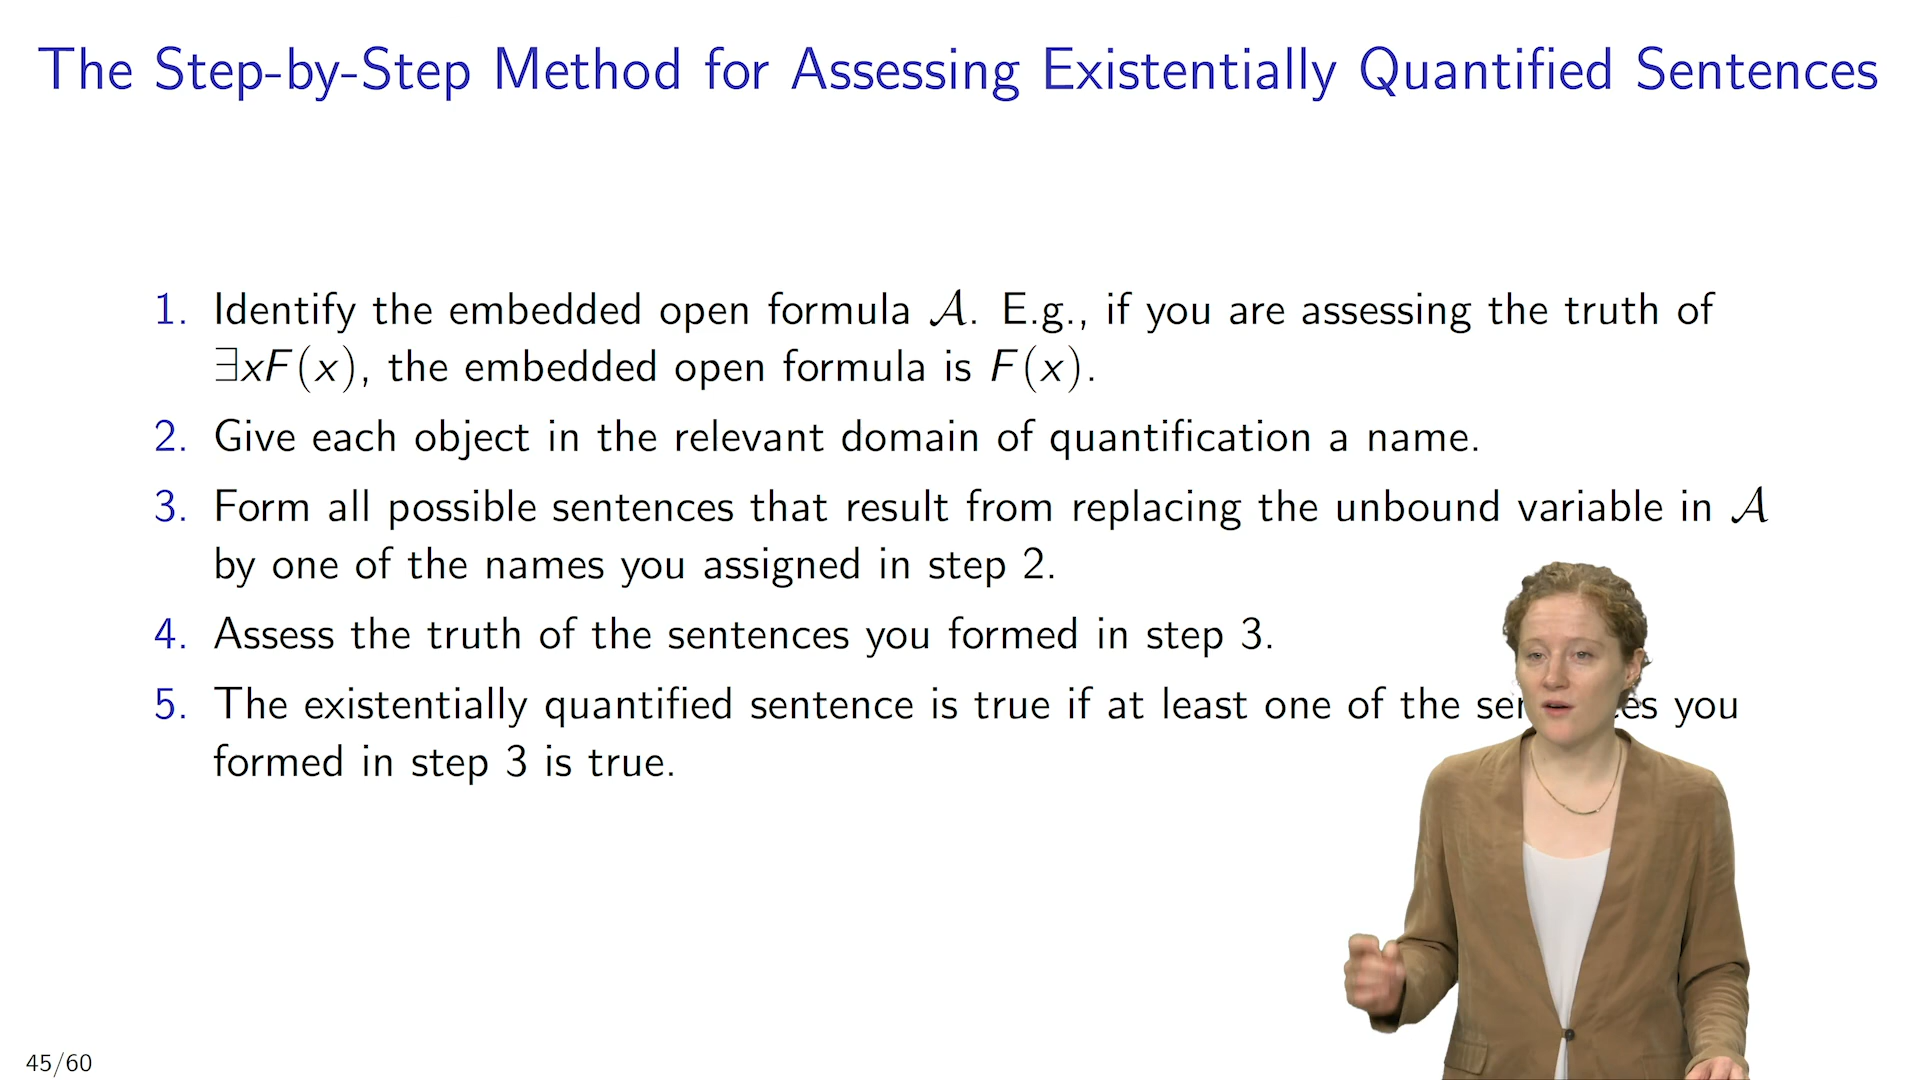 The Step-by-Step Method for Assessing Existentially Quantified Sentences
1. Identify the embedded open formula 𝒜. E.g., if you are assessing the truth of
∃xF(x), the embedded open formula is F(x).
2. Give each object in the relevant domain of quantification a name.
3. Form all possible sentences that result from replacing the unbound variable in 𝒜
by one of the names you assigned in step 2.
4. Assess the truth of the sentences you formed in step 3.
5. The existentially quantified sentence is true if at least one of the you
formed in step 3 is true.
45/60